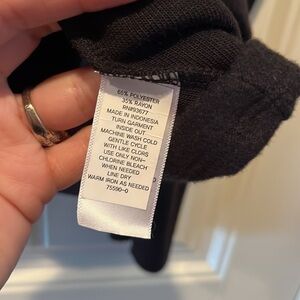 65% POLYESTER
35% RAYON
RN#93677
MADE IN INDONESIA
TURN GARMENT
INSIDE OUT
MACHINE WASH COLD
GENTLE CYCLE
WITH LIKE CLORS
USE ONLY NON-
CHLORINE BLEACH
WHEN NEEDED
LINE DRY
WARM IRON AS NEEDED
75590-0